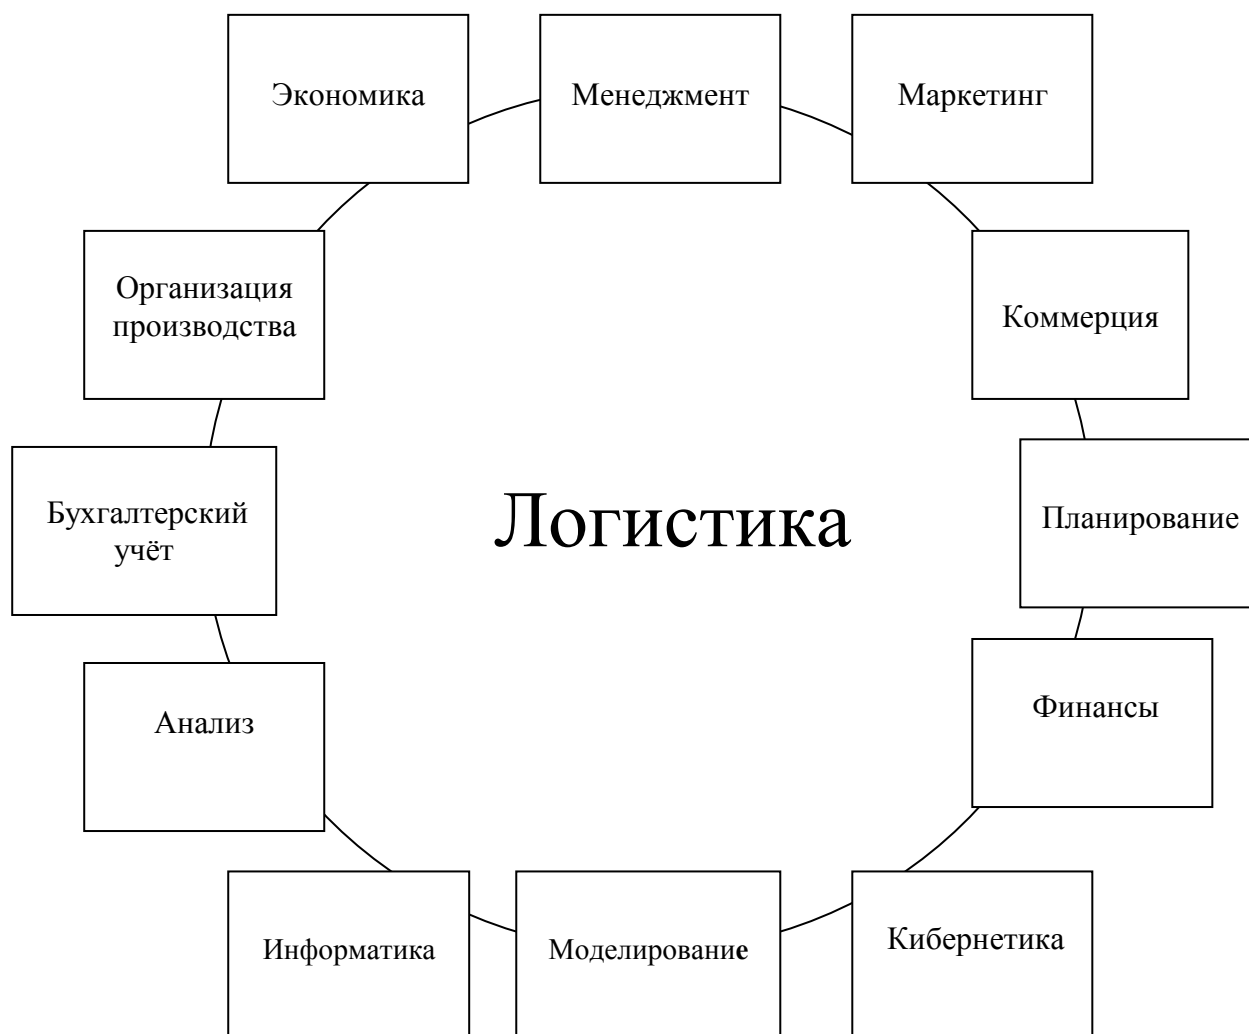 Экономика
Менеджмент
Маркетинг
Организация
производства
Коммерция
Бухгалтерский
учёт
Логистика
Планирование
Анализ
Финансы
Информатика
Моделирование
Кибернетика